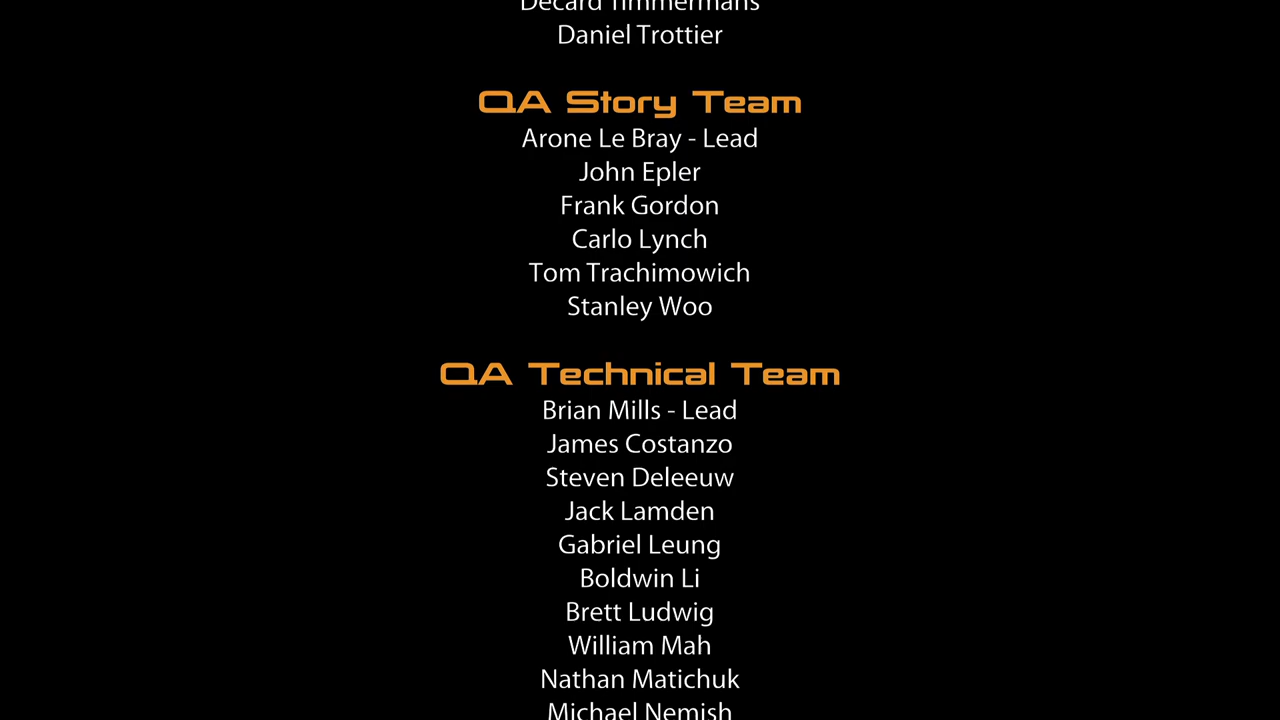 Decard Timmermans
Daniel Trottier
QA Story Team
Arone Le Bray - Lead
John Epler
Frank Gordon
Carlo Lynch
Tom Trachimowich
Stanley Woo
QA Technical Team
Brian Mills - Lead
James Costanzo
Steven Deleeuw
Jack Lamden
Gabriel Leung
Boldwin Li
Brett Ludwig
William Mah
Nathan Matichuk
Michael Nemish